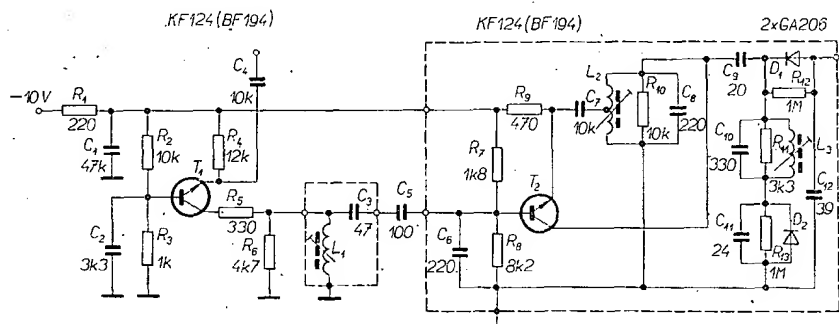 KF124(BF194)
KF124(BF194)
2xGA206
-10V
R1
220
C1
47k
R2
10k
R4
12k
C4
10k
T1
C2
3k3
R3
1k
R5
330
R6
4k7
L1
C3
47
C5
100
C6
220
R7
1k8
R8
8k2
R9
470
T2
C7
10k
L2
R10
10k
C8
220
C9
20
D1
R12
1M
C10
330
R11
3k3
L3
C12
39
C11
24
R13
1M
D2